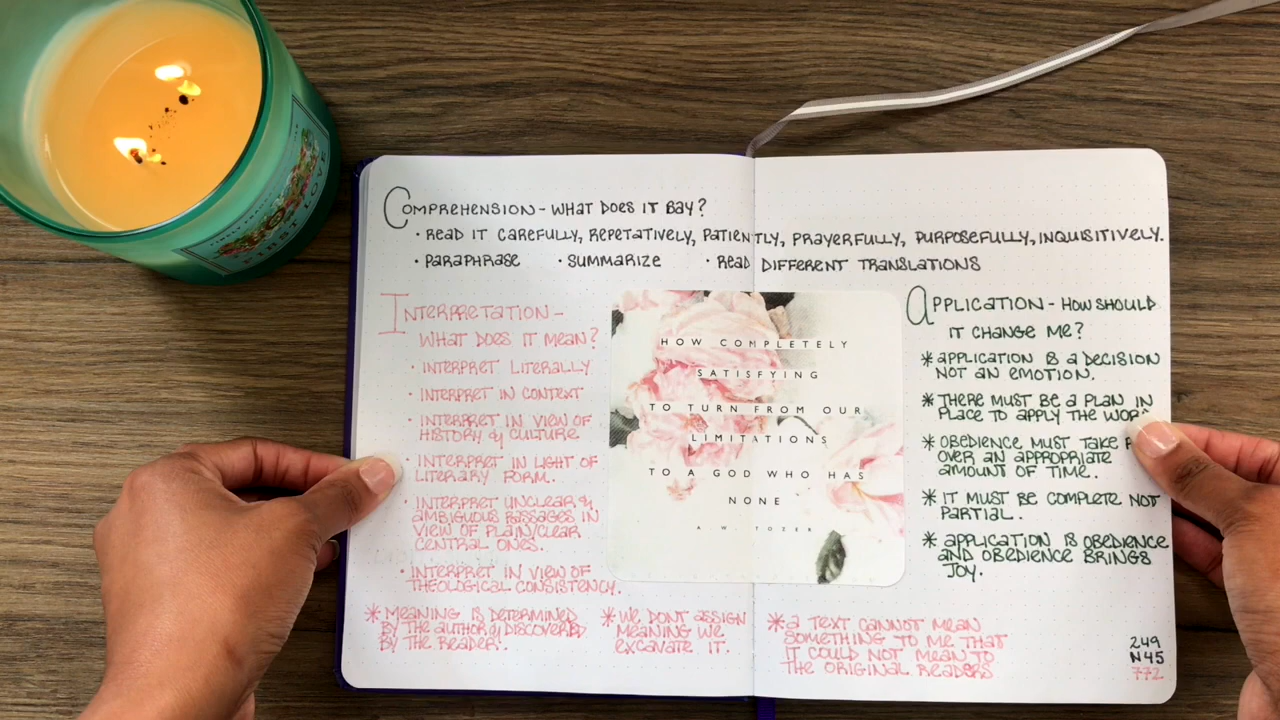 COMPREHENSION - WHAT DOES IT BAY?
· READ IT CAREFULLY, REPETATIVELY, PATIENTLY, PRAYERFULLY, PURPOSEFULLY, INQUISITIVELY.
· PARAPHRASE · SUMMARIZE · READ DIFFERENT TRANSLATIONS
INTERPRETATION -
WHAT DOES IT MEAN?
· INTERPRET LITERALLY
· INTERPRET IN CONTEXT
· INTERPRET IN VIEW OF
HISTORY & CULTURE
· INTERPRET IN LIGHT OF
LITERARY FORM.
· INTERPRET UNCLEAR &
AMBIGUOUS PASSAGES IN
VIEW OF PLAIN/CLEAR
CENTRAL ONES.
· INTERPRET IN VIEW OF
THEOLOGICAL CONSISTENCY.
HOW COMPLETELY
SATISFYING
TO TURN FROM OUR
LIMITATIONS
TO A GOD WHO HAS
NONE
A.W. TOZER
APPLICATION - HOW SHOULD
IT CHANGE ME?
* APPLICATION IS A DECISION
NOT AN EMOTION.
* THERE MUST BE A PLAN IN
PLACE TO APPLY THE
* OBEDIENCE MUST TAKE
OVER AN APPROPRIATE
AMOUNT OF TIME.
* IT MUST BE COMPLETE NOT
PARTIAL.
* APPLICATION IS OBEDIENCE
AND OBEDIENCE BRINGS
JOY.
* MEANING IS DETERMINED
BY THE AUTHOR & DISCOVERED
BY THE READER.
* WE DONT ASSIGN
MEANING WE
EXCAVATE IT.
* A TEXT CANNOT MEAN
SOMETHING TO ME THAT
IT COULD NOT MEAN TO
THE ORIGINAL READERS
249
N45
772
FIRST LOVE